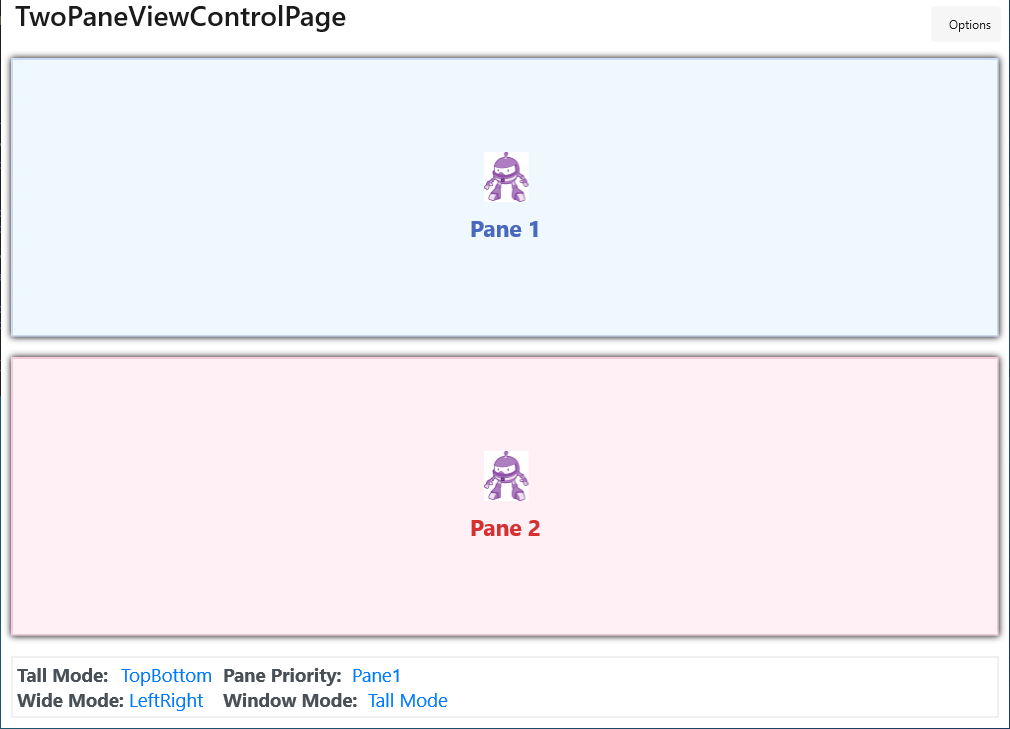 TwoPaneViewControlPage
Options
Pane 1
Pane 2
Tall Mode: TopBottom Pane Priority: Pane1
Wide Mode: LeftRight Window Mode: Tall Mode